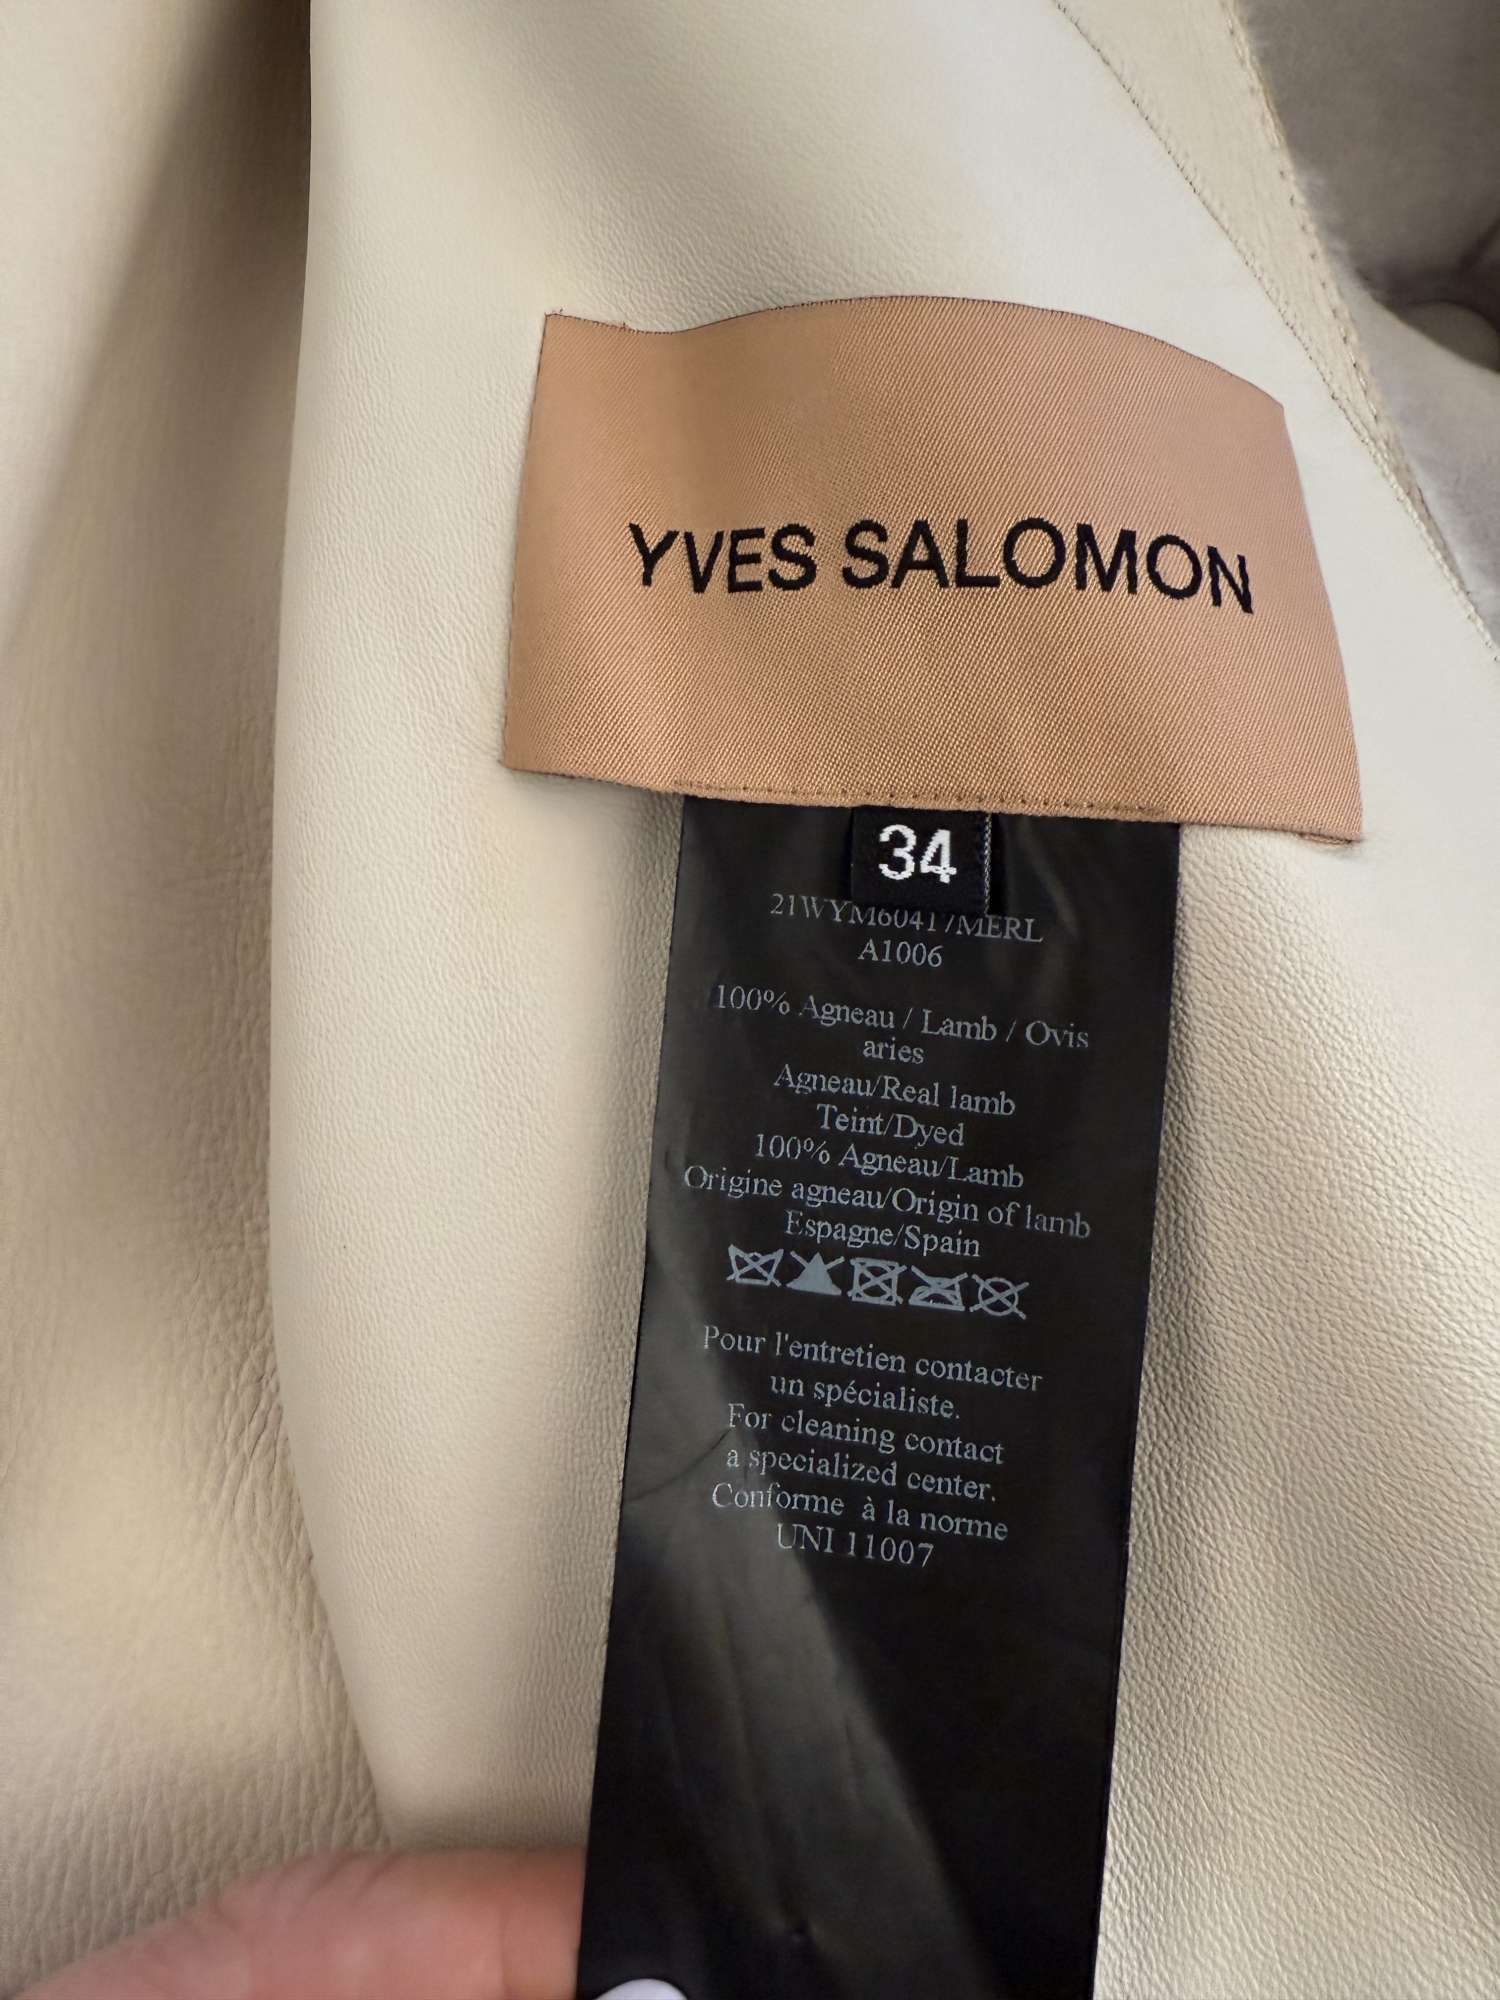 YVES SALOMON
34
21WYM60417MERL
A1006
100% Agneau / Lamb / Ovis
aries
Agneau/Real lamb
Teint/Dyed
100% Agneau/Lamb
Origine agneau/Origin of lamb
Espagne/Spain
Pour l'entretien contacter
un spécialiste.
For cleaning contact
a specialized center.
Conforme à la norme
UNI 11007